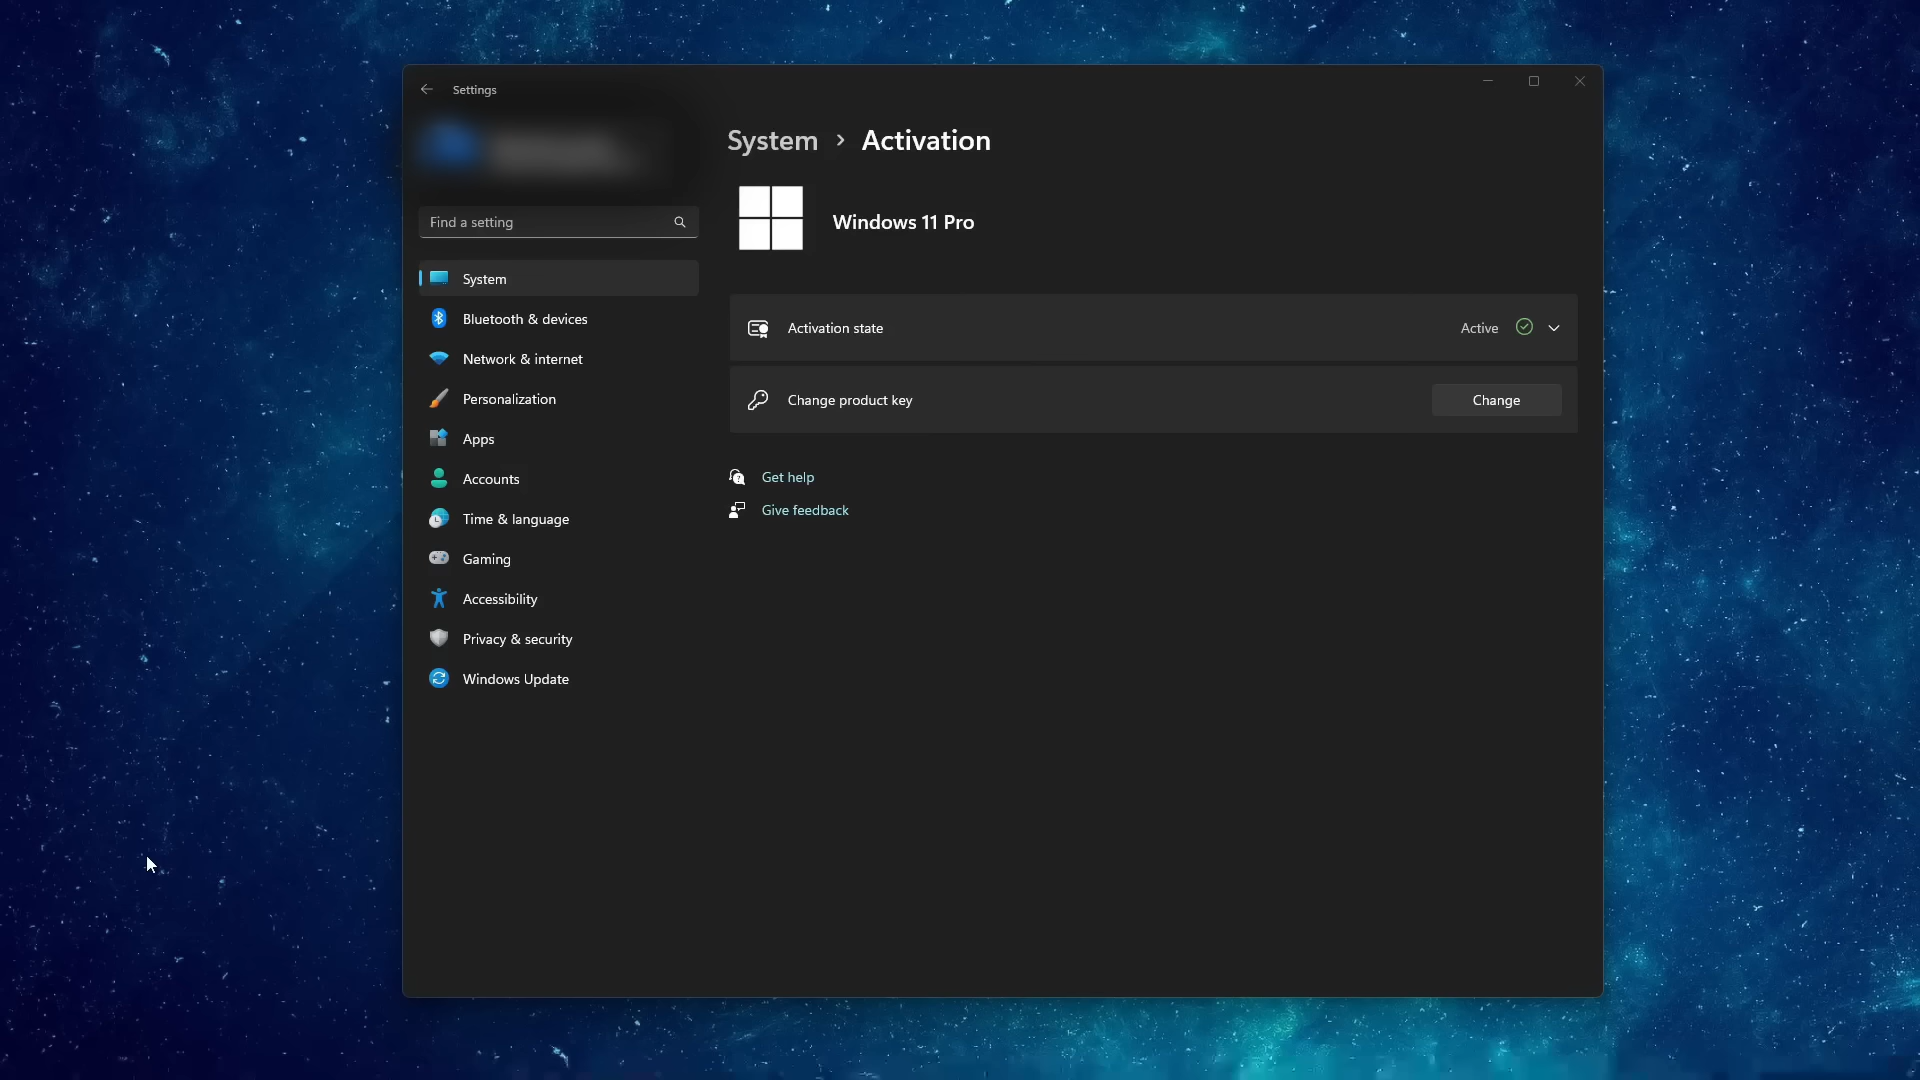 Settings
System > Activation
Find a setting
Windows 11 Pro
System
Bluetooth & devices
Network & internet
Personalization
Apps
Accounts
Time & language
Gaming
Accessibility
Privacy & security
Windows Update
Activation state
Active
Change product key
Change
Get help
Give feedback